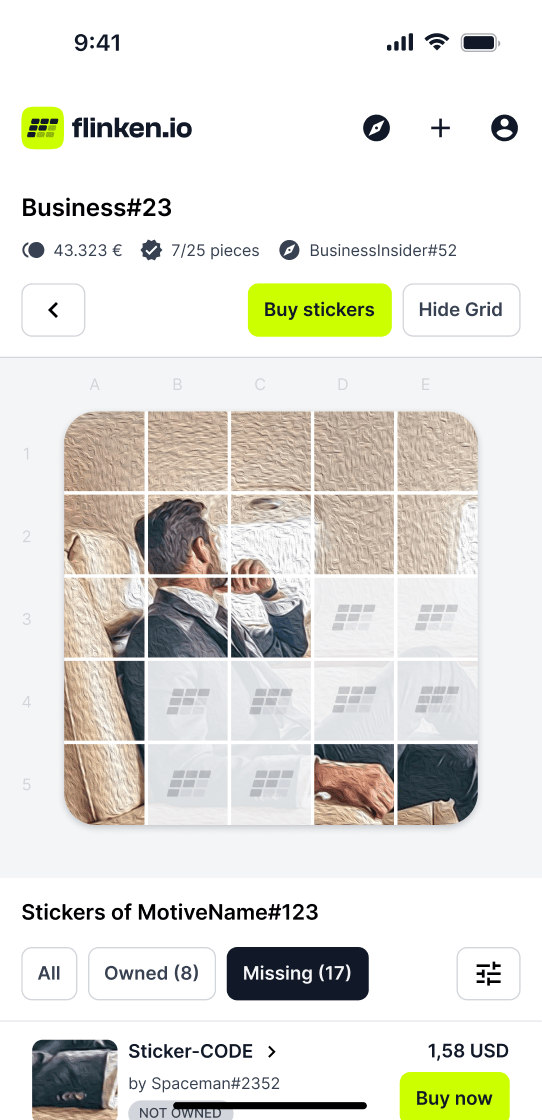 9:41
flinken.io
Business#23
43.323 € 7/25 pieces BusinessInsider#52
Buy stickers Hide Grid
A B C D E
1
2
3
4
5
Stickers of MotiveName#123
All Owned (8) Missing (17)
Sticker-CODE 1,58 USD
by Spaceman#2352
NOT OWNED Buy now